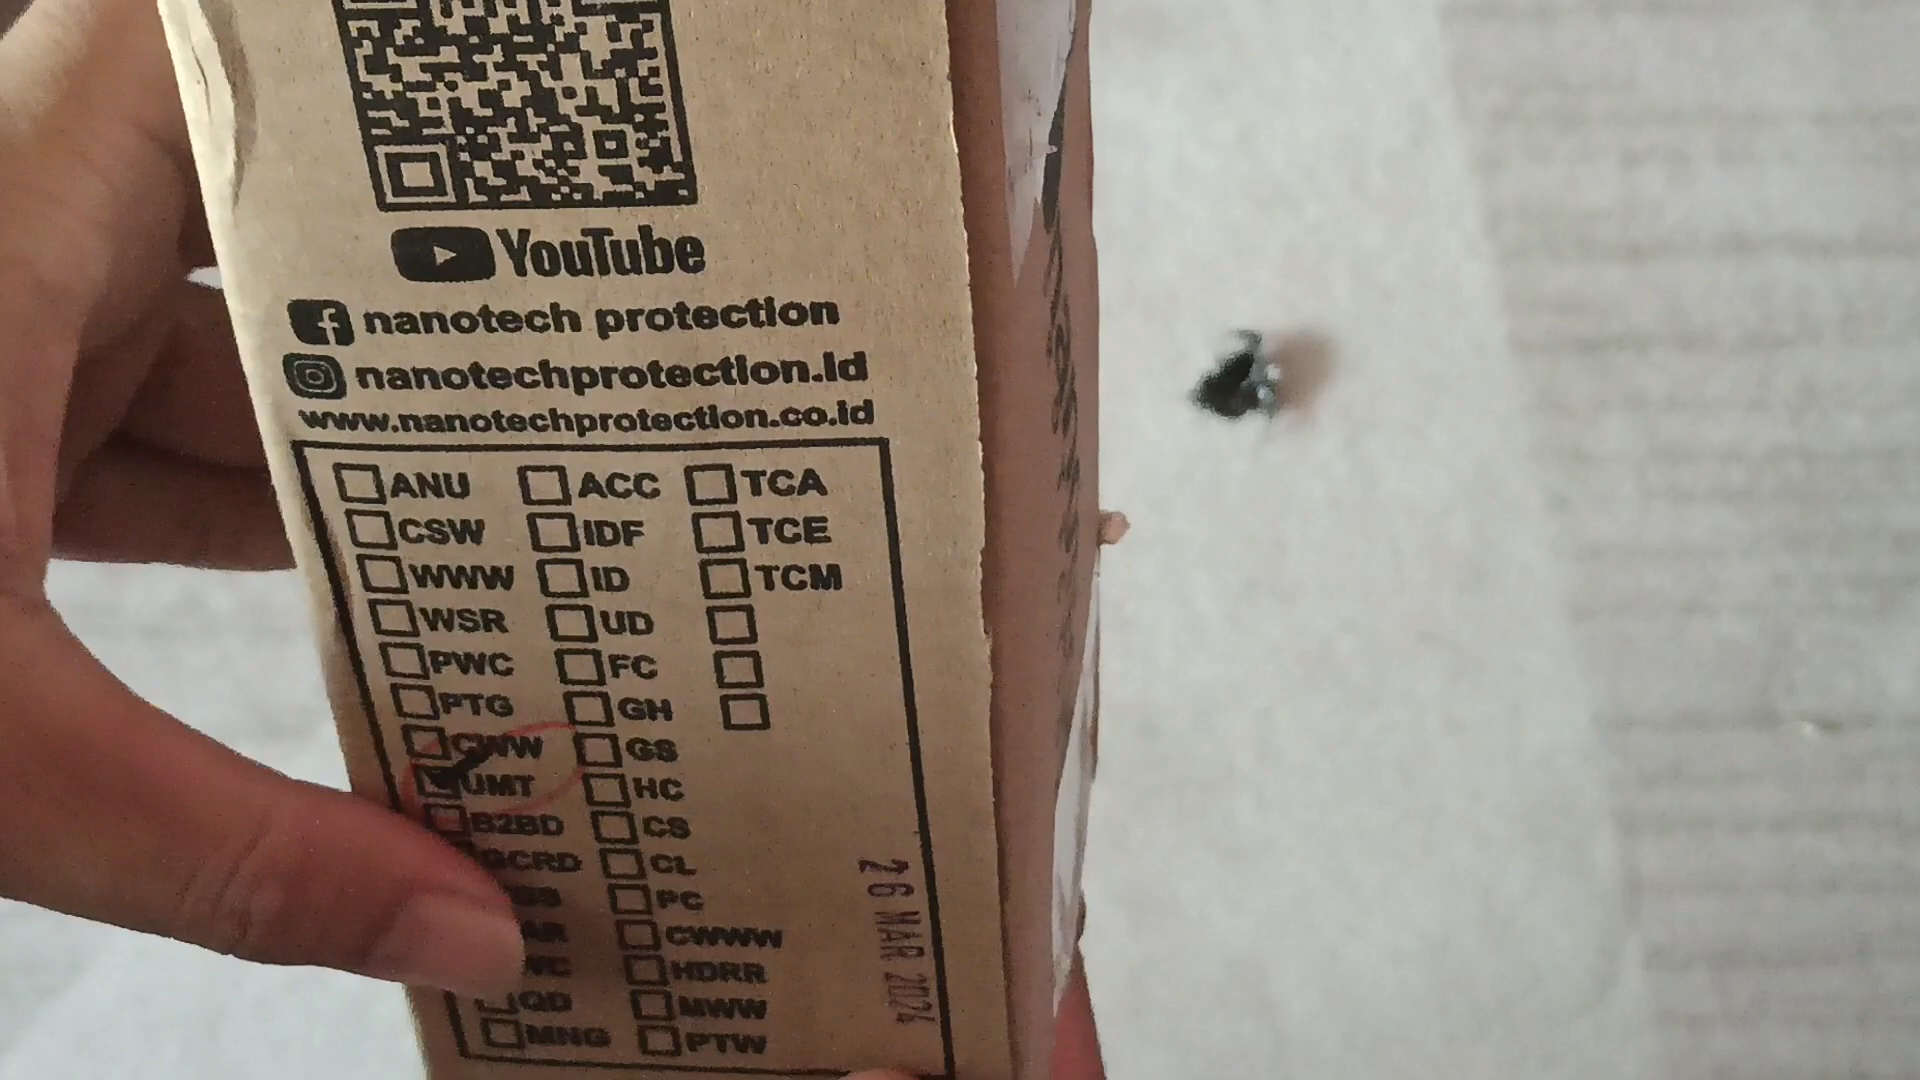 YouTube
nanotech protection
nanotechprotection.id
www.nanotechprotection.co.id
ANU ACC TCA
CSW IDF TCE
WWW ID TCM
WSR UD
PWC FC
PTG GH
CWW GS
UMT HC
B2BD CS
GCRD CL
PC
CWWW
HDRR
QD MWW
MNG PTW
26 MAR 2024